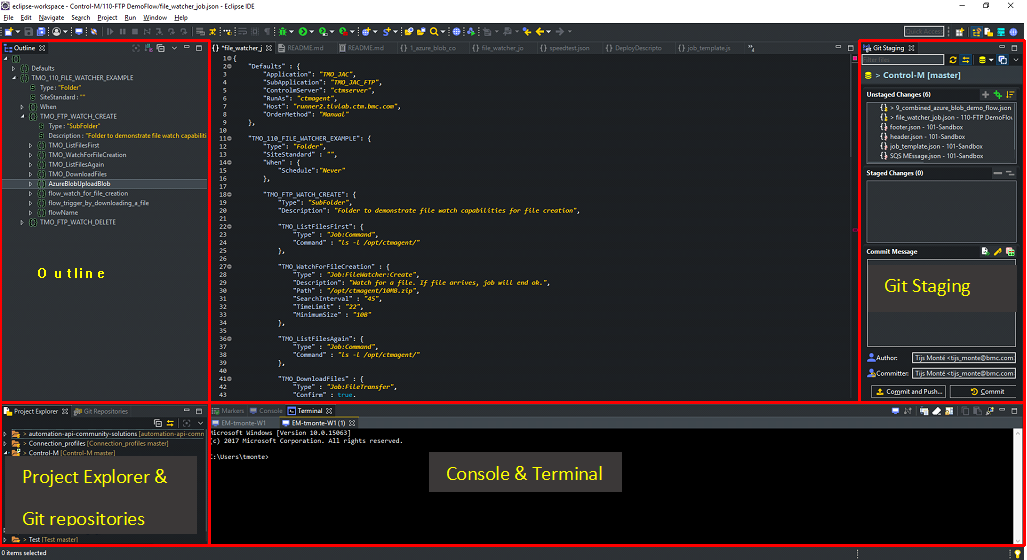 eclipse-workspace - Control-M/110-FTP DemoFlow/file_watcher_job.json - Eclipse IDE
File Edit Navigate Search Project Run Window Help
Quick Access
Outline
{}
Defaults
TMO_110_FILE_WATCHER_EXAMPLE
Type : "Folder"
SiteStandard : ""
When
TMO_FTP_WATCH_CREATE
Type : "SubFolder"
Description : "Folder to demonstrate file watch capabiliti
TMO_ListFilesFirst
TMO_WatchForFileCreation
TMO_ListFilesAgain
TMO_DownloadFiles
AzureBlobUploadBlob
flow_watch_for_file_creation
flow_trigger_by_downloading_a_file
flowName
TMO_FTP_WATCH_DELETE
Outline
*file_watcher_j README.md README.md 1_azure_blob_co file_watcher_jo speedtest.json DeployDescripto job_template.js
10 {
20 "Defaults" : {
3 "Application": "TMO_JAC",
4 "SubApplication": "TMO_JAC_FTP",
5 "ControlmServer": "ctmserver",
6 "RunAs": "ctmagent",
7 "Host": "runner2.tlvlab.ctm.bmc.com",
8 "OrderMethod": "Manual"
9 },
10
11 "TMO_110_FILE_WATCHER_EXAMPLE": {
12 "Type": "Folder",
13 "SiteStandard" : "",
14 "When" : {
15 "Schedule":"Never"
16 },
17
18 "TMO_FTP_WATCH_CREATE": {
19 "Type": "SubFolder",
20 "Description": "Folder to demonstrate file watch capabilities for file creation",
21
22 "TMO_ListFilesFirst": {
23 "Type" : "Job:Command",
24 "Command" : "ls -l /opt/ctmagent/"
25 },
26
27 "TMO_WatchForFileCreation" : {
28 "Type" : "Job:FileWatcher:Create",
29 "Description": "Watch for a file. If file arrives, job will end ok.",
30 "Path" : "/opt/ctmagent/10MB.zip",
31 "SearchInterval" : "45",
32 "TimeLimit" : "22",
33 "MinimumSize" : "10B"
34 },
35
36 "TMO_ListFilesAgain": {
37 "Type" : "Job:Command",
38 "Command" : "ls -l /opt/ctmagent/"
39 },
40
41 "TMO_DownloadFiles" : {
42 "Type" : "Job:FileTransfer",
43 "Confirm" : true.
Git Staging
Filter files
> Control-M [master]
Unstaged Changes (6)
> 9_combined_azure_blob_demo_flow.json
> file_watcher_job.json - 110-FTP DemoFlo
footer.json - 101-Sandbox
header.json - 101-Sandbox
job_template.json - 101-Sandbox
SQS MEssage.json - 101-Sandbox
Staged Changes (0)
Commit Message
Git Staging
Author: Tijs Monté <tijs_monte@bmc.com
Committer: Tijs Monté <tijs_monte@bmc.com
Commit and Push... Commit
Project Explorer Git Repositories
> automation-api-community-solutions [automation-api-comm
> Connection_profiles [Connection_profiles master]
> Control-M [Control-M master]
Project Explorer &
Git repositories
> Test [Test master]
Markers Console Terminal
EM-tmonte-W1 EM-tmonte-W1 (1)
icrosoft Windows [Version 10.0.15063]
(c) 2017 Microsoft Corporation. All rights reserved.
:\Users\tmonte>
Console & Terminal
0 items selected